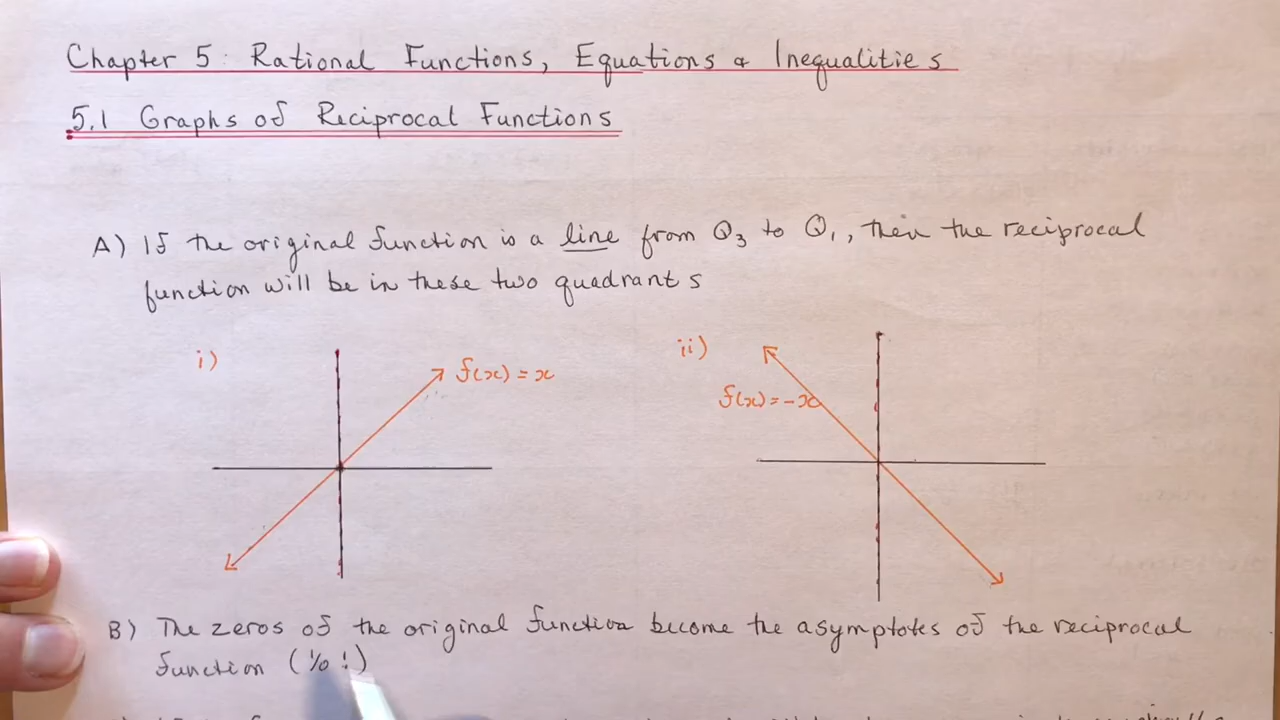 Chapter 5: Rational Functions, Equations & Inequalities
5.1 Graphs of Reciprocal Functions
A) If the original function is a line from Q3 to Q1, then the reciprocal
function will be in these two quadrants
i)
f(x) = x
ii)
f(x) = -x
B) The zeros of the original function become the asymptotes of the reciprocal
function (1/0!)